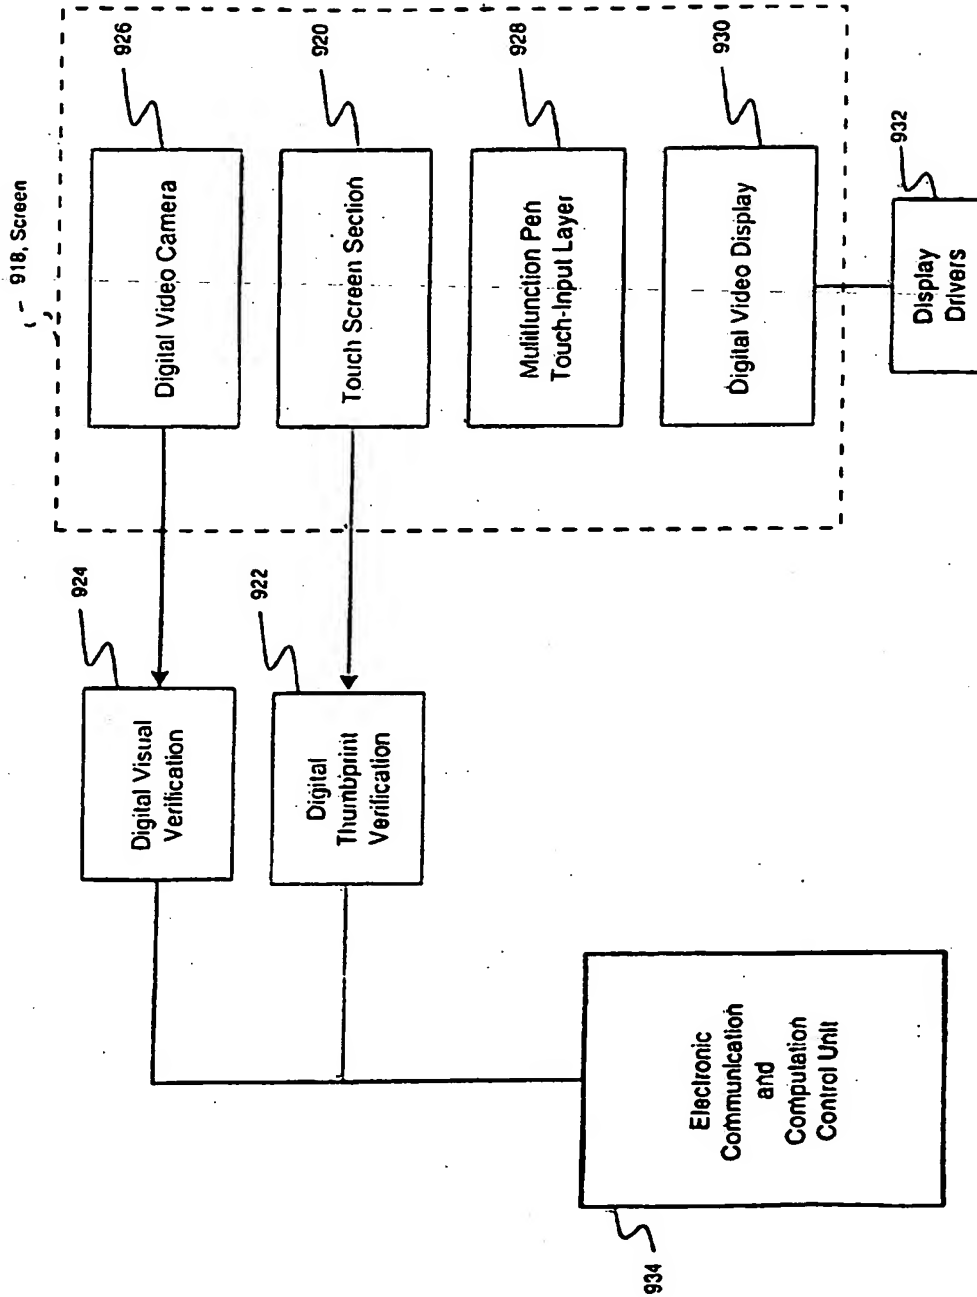 918, Screen
926
Digital Video Camera
920
Touch Screen Section
928
Mulitifunction Pen
Touch-Input Layer
930
Digital Video Display
932
Display
Drivers
924
Digital Visual
Verification
922
Digital
Thumbprint
Verification
934
Electronic
Communication
and
Computation
Control Unit